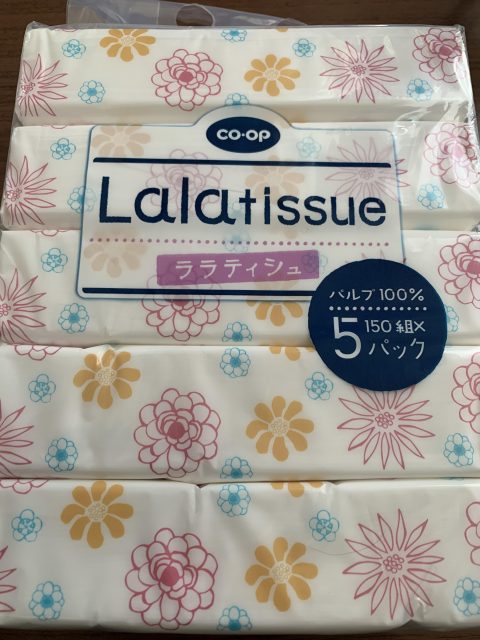 CO·OP
Lalatissue
ララティシュ
パルプ100%
5 150組×
パック